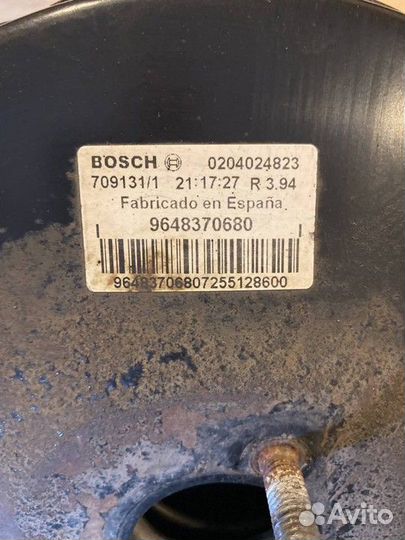 BOSCH 0204024823
709131/1 21:17:27 R 3.94
Fabricado en España
9648370680
96483706807255128600
Avito